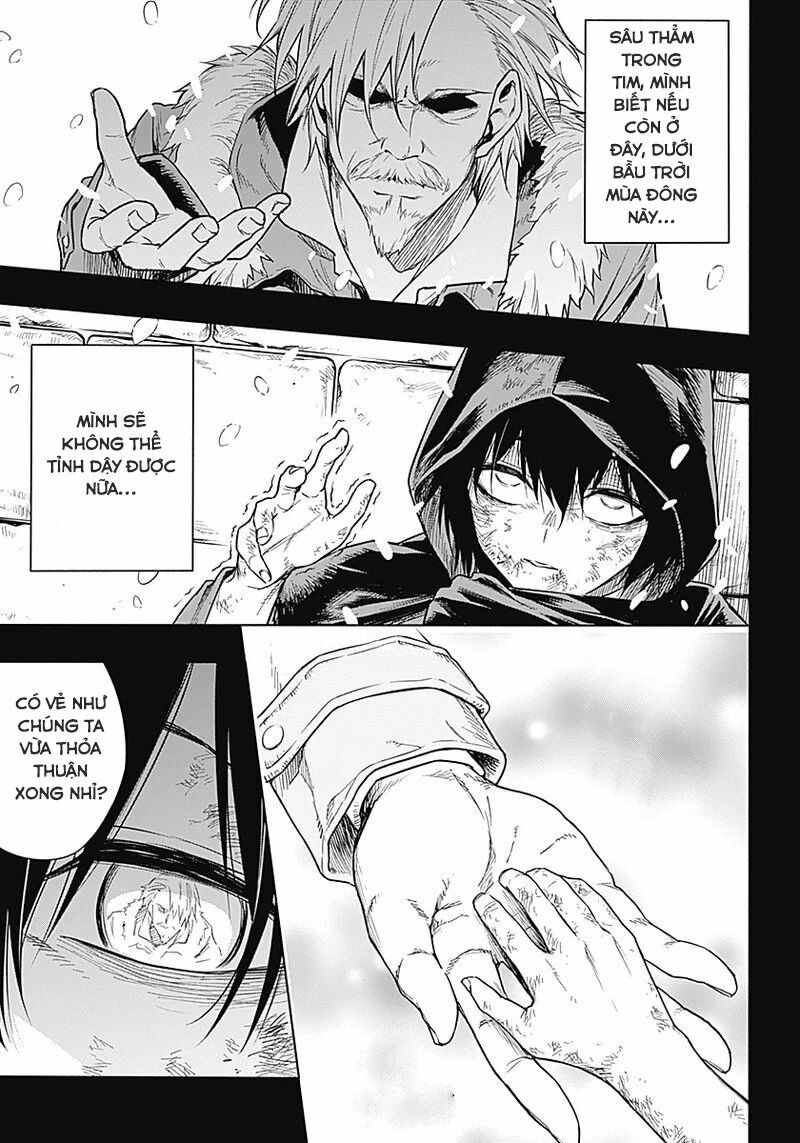 SÂU THẲM
TRONG
TIM, MÌNH
BIẾT NẾU
CÒN Ở
ĐÂY, DƯỚI
BẦU TRỜI
MÙA ĐÔNG
NÀY...
MÌNH SẼ
KHÔNG THỂ
TỈNH DẬY ĐƯỢC
NỮA...
CÓ VẺ NHƯ
CHÚNG TA
VỪA THỎA
THUẬN
XONG NHỈ?